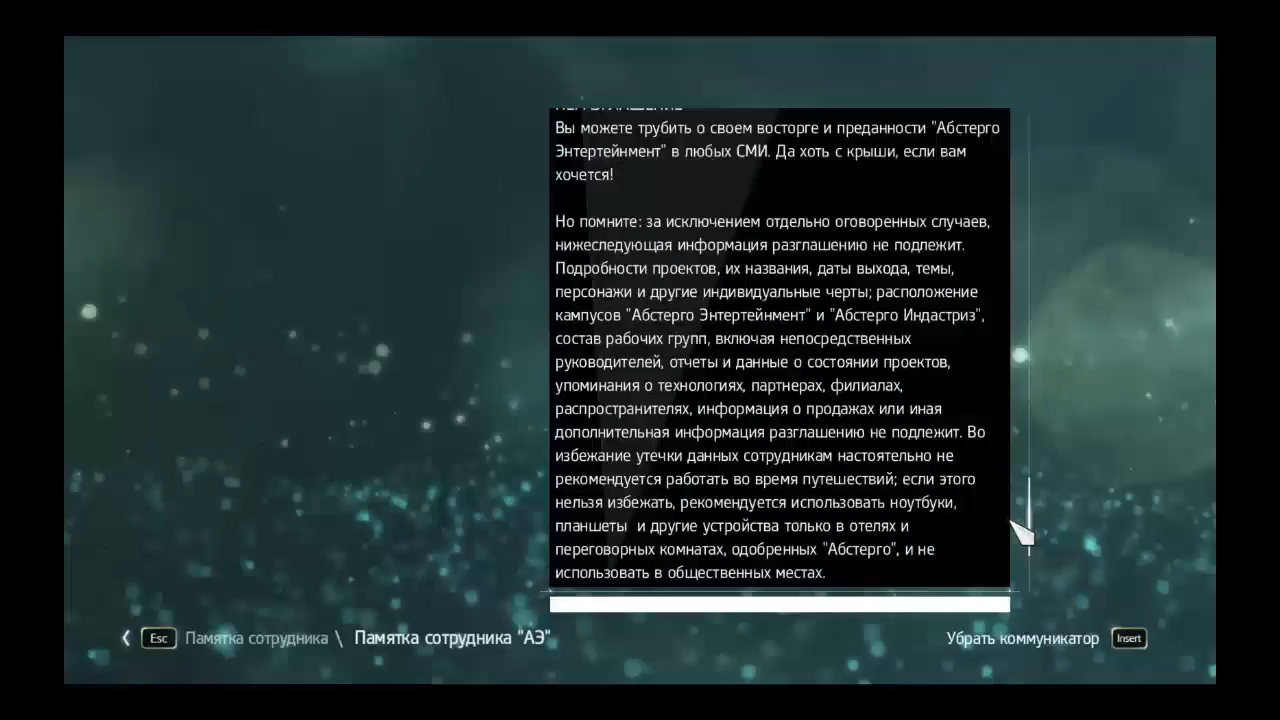 Вы можете трубить о своем восторге и преданности "Абстерго
Энтертейнмент" в любых СМИ. Да хоть с крыши, если вам
хочется!
Но помните: за исключением отдельно оговоренных случаев,
нижеследующая информация разглашению не подлежит.
Подробности проектов, их названия, даты выхода, темы,
персонажи и другие индивидуальные черты; расположение
кампусов "Абстерго Энтертейнмент" и "Абстерго Индастриз",
состав рабочих групп, включая непосредственных
руководителей, отчеты и данные о состоянии проектов,
упоминания о технологиях, партнерах, филиалах,
распространителях, информация о продажах или иная
дополнительная информация разглашению не подлежит. Во
избежание утечки данных сотрудникам настоятельно не
рекомендуется работать во время путешествий; если этого
нельзя избежать, рекомендуется использовать ноутбуки,
планшеты и другие устройства только в отелях и
переговорных комнатах, одобренных "Абстерго", и не
использовать в общественных местах.
Esc Памятка сотрудника \ Памятка сотрудника "АЭ"
Убрать коммуникатор Insert